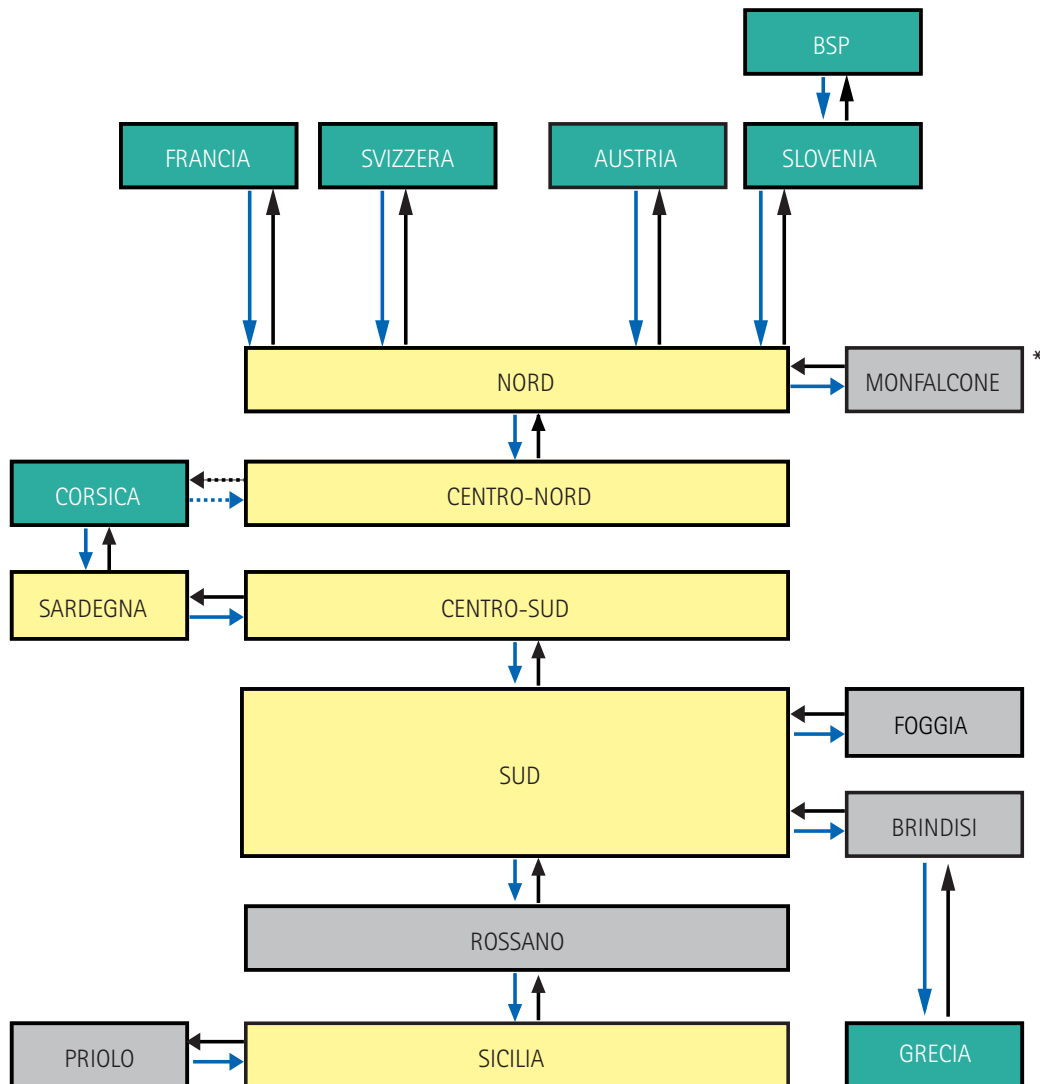 BSP
FRANCIA
SVIZZERA
AUSTRIA
SLOVENIA
NORD
MONFALCONE
*
CORSICA
CENTRO-NORD
SARDEGNA
CENTRO-SUD
FOGGIA
SUD
BRINDISI
ROSSANO
PRIOLO
SICILIA
GRECIA